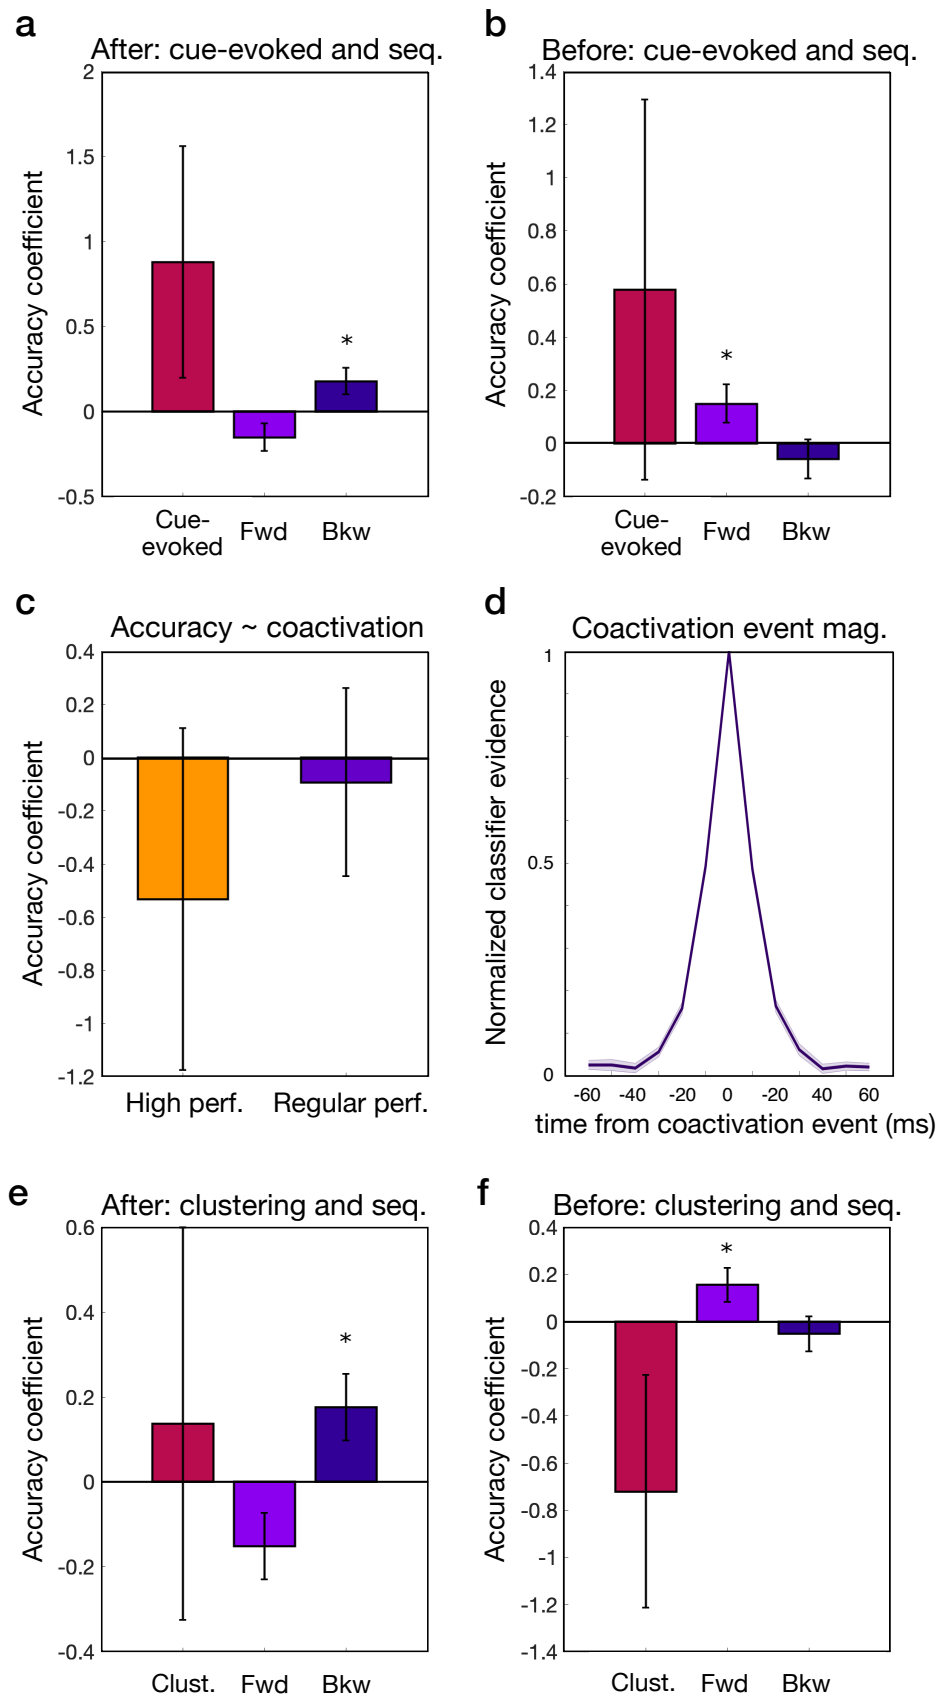 a
After: cue-evoked and seq.
Accuracy coefficient
2
1.5
1
0.5
0
-0.5
*
Cue-
evoked
Fwd
Bkw
b
Before: cue-evoked and seq.
Accuracy coefficient
1.4
1.2
1
0.8
0.6
0.4
0.2
0
-0.2
*
Cue-
evoked
Fwd
Bkw
c
Accuracy ~ coactivation
Accuracy coefficient
0.4
0.2
0
-0.2
-0.4
-0.6
-0.8
-1
-1.2
High perf.
Regular perf.
d
Coactivation event mag.
Normalized classifier evidence
1
0.5
0
-60 -40 -20 0 -20 40 60
time from coactivation event (ms)
e
After: clustering and seq.
Accuracy coefficient
0.6
0.4
0.2
0
-0.2
-0.4
*
Clust.
Fwd
Bkw
f
Before: clustering and seq.
Accuracy coefficient
0.4
0.2
0
-0.2
-0.4
-0.6
-0.8
-1
-1.2
-1.4
*
Clust.
Fwd
Bkw